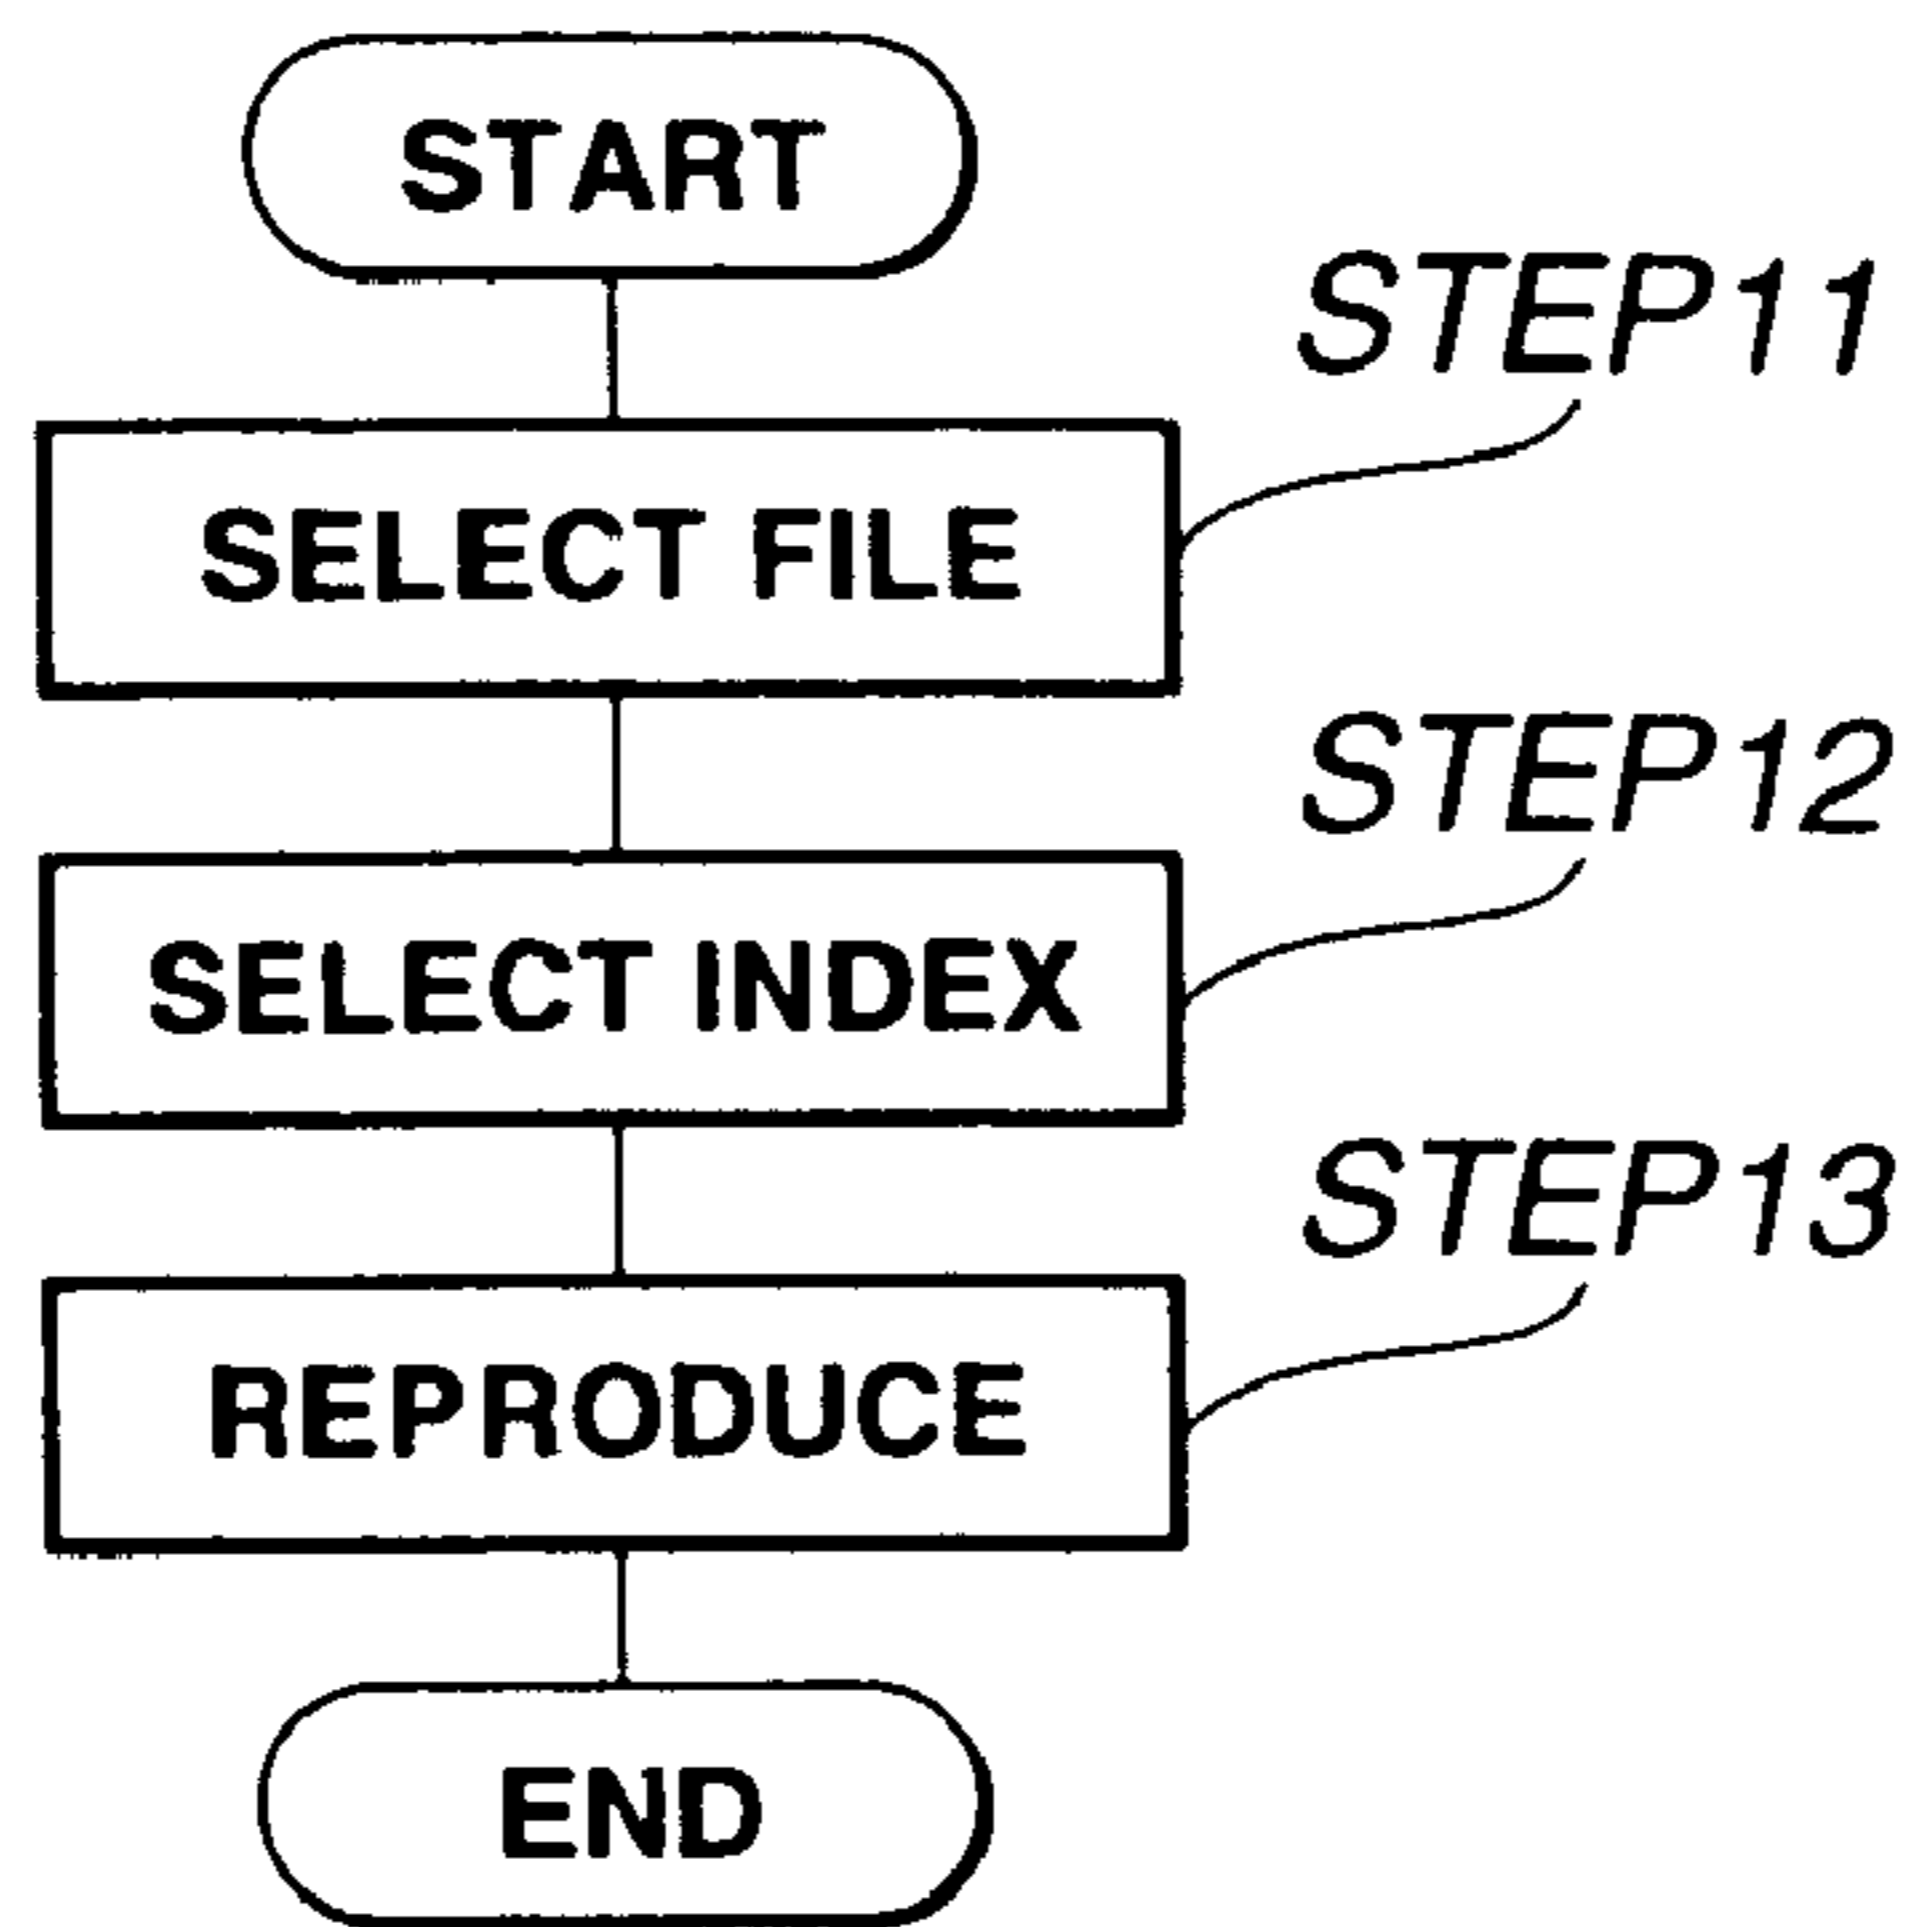 START
STEP11
SELECT FILE
STEP12
SELECT INDEX
STEP13
REPRODUCE
END